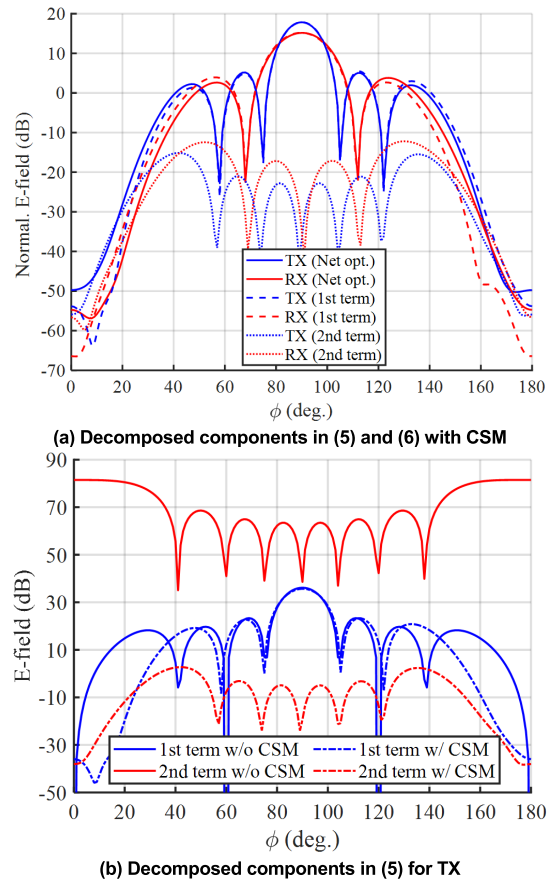 20
10
0
-10
-20
-30
-40
-50
-60
-70
Normal. E-field (dB)
TX (Net opt.)
RX (Net opt.)
TX (1st term)
RX (1st term)
TX (2nd term)
RX (2nd term)
0 20 40 60 80 100 120 140 160 180
ϕ (deg.)
(a) Decomposed components in (5) and (6) with CSM
90
70
50
30
10
-10
-30
-50
E-field (dB)
1st term w/o CSM 1st term w/ CSM
2nd term w/o CSM 2nd term w/ CSM
0 20 40 60 80 100 120 140 160 180
ϕ (deg.)
(b) Decomposed components in (5) for TX